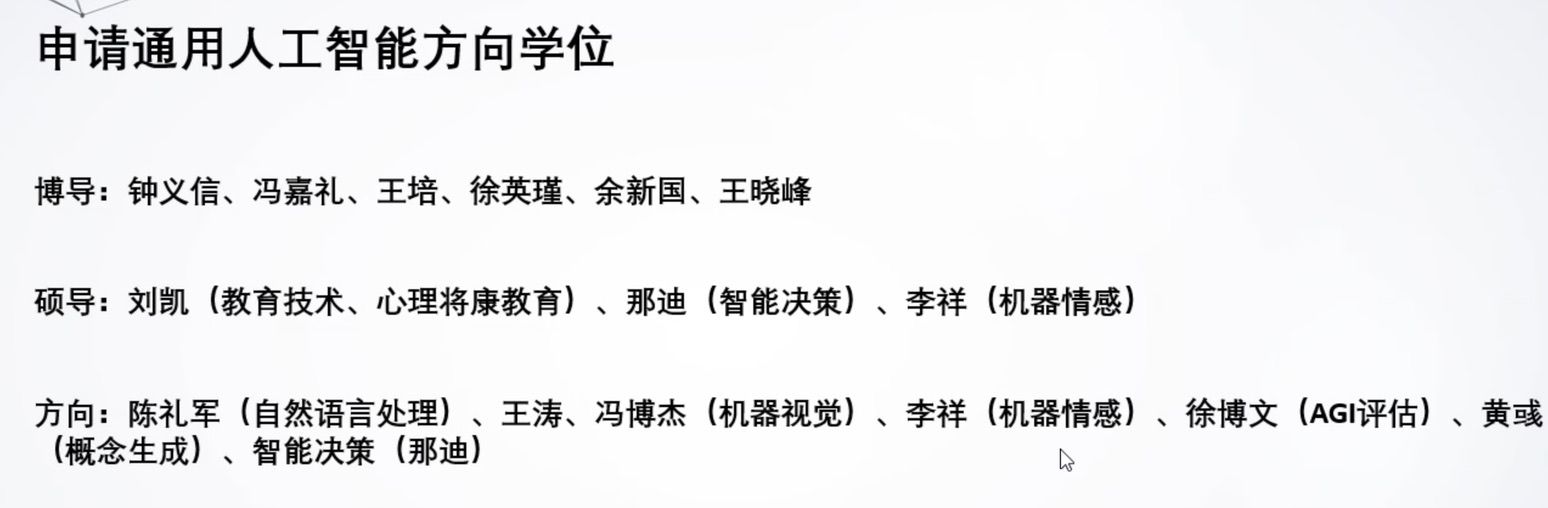 申请通用人工智能方向学位
博导：钟义信、冯嘉礼、王培、徐英瑾、余新国、王晓峰
硕导：刘凯（教育技术、心理将康教育）、那迪（智能决策）、李祥（机器情感）
方向：陈礼军（自然语言处理）、王涛、冯博杰（机器视觉）、李祥（机器情感）、徐博文（AGI评估）、黄彧
（概念生成）、智能决策（那迪）